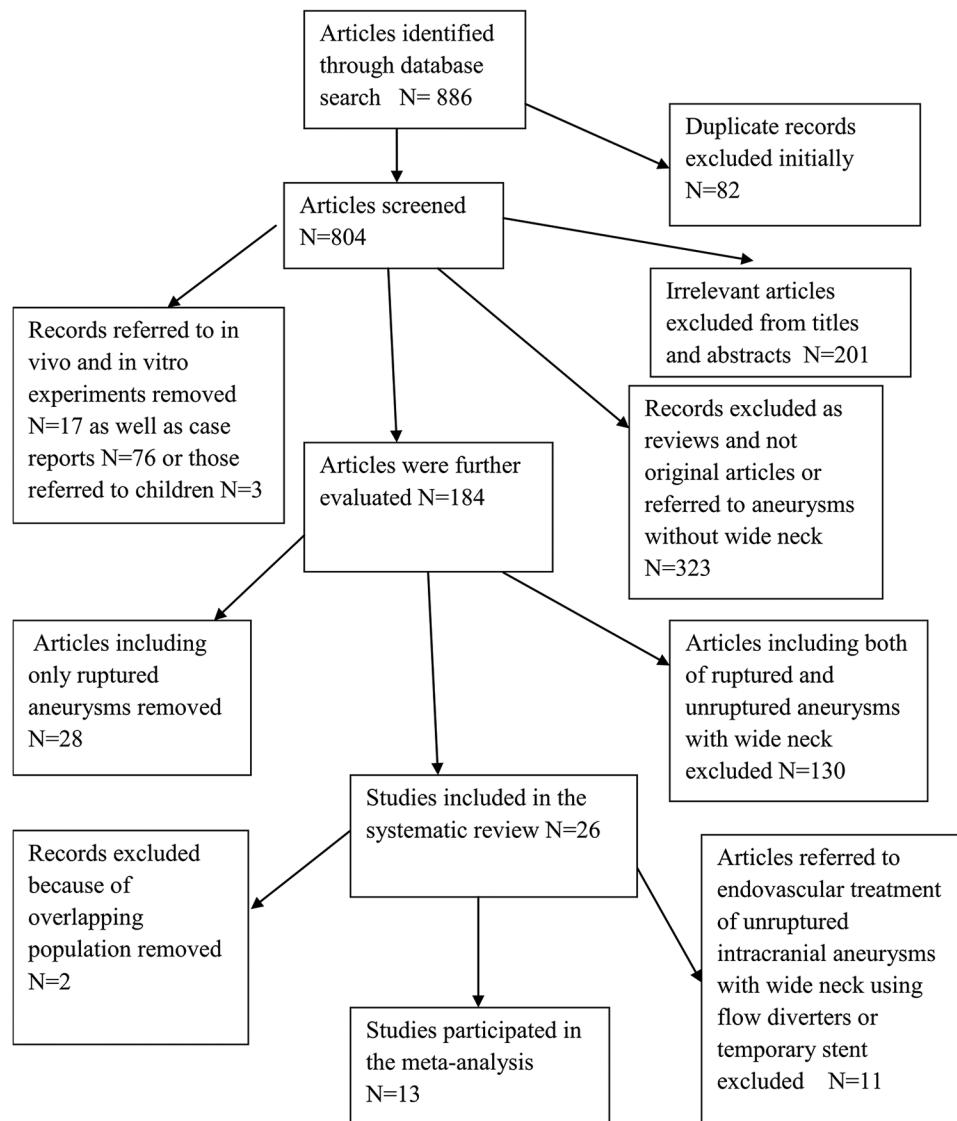 Articles identified
through database
search N= 886
Duplicate records
excluded initially
N=82
Articles screened
N=804
Irrelevant articles
excluded from titles
and abstracts N=201
Records referred to in
vivo and in vitro
experiments removed
N=17 as well as case
reports N=76 or those
referred to children N=3
Records excluded as
reviews and not
original articles or
referred to aneurysms
without wide neck
N=323
Articles were further
evaluated N=184
Articles including
only ruptured
aneurysms removed
N=28
Articles including both
of ruptured and
unruptured aneurysms
with wide neck
excluded N=130
Studies included in the
systematic review N=26
Records excluded
because of
overlapping
population removed
N=2
Articles referred to
endovascular treatment
of unruptured
intracranial aneurysms
with wide neck using
flow diverters or
temporary stent
excluded N=11
Studies participated in
the meta-analysis
N=13